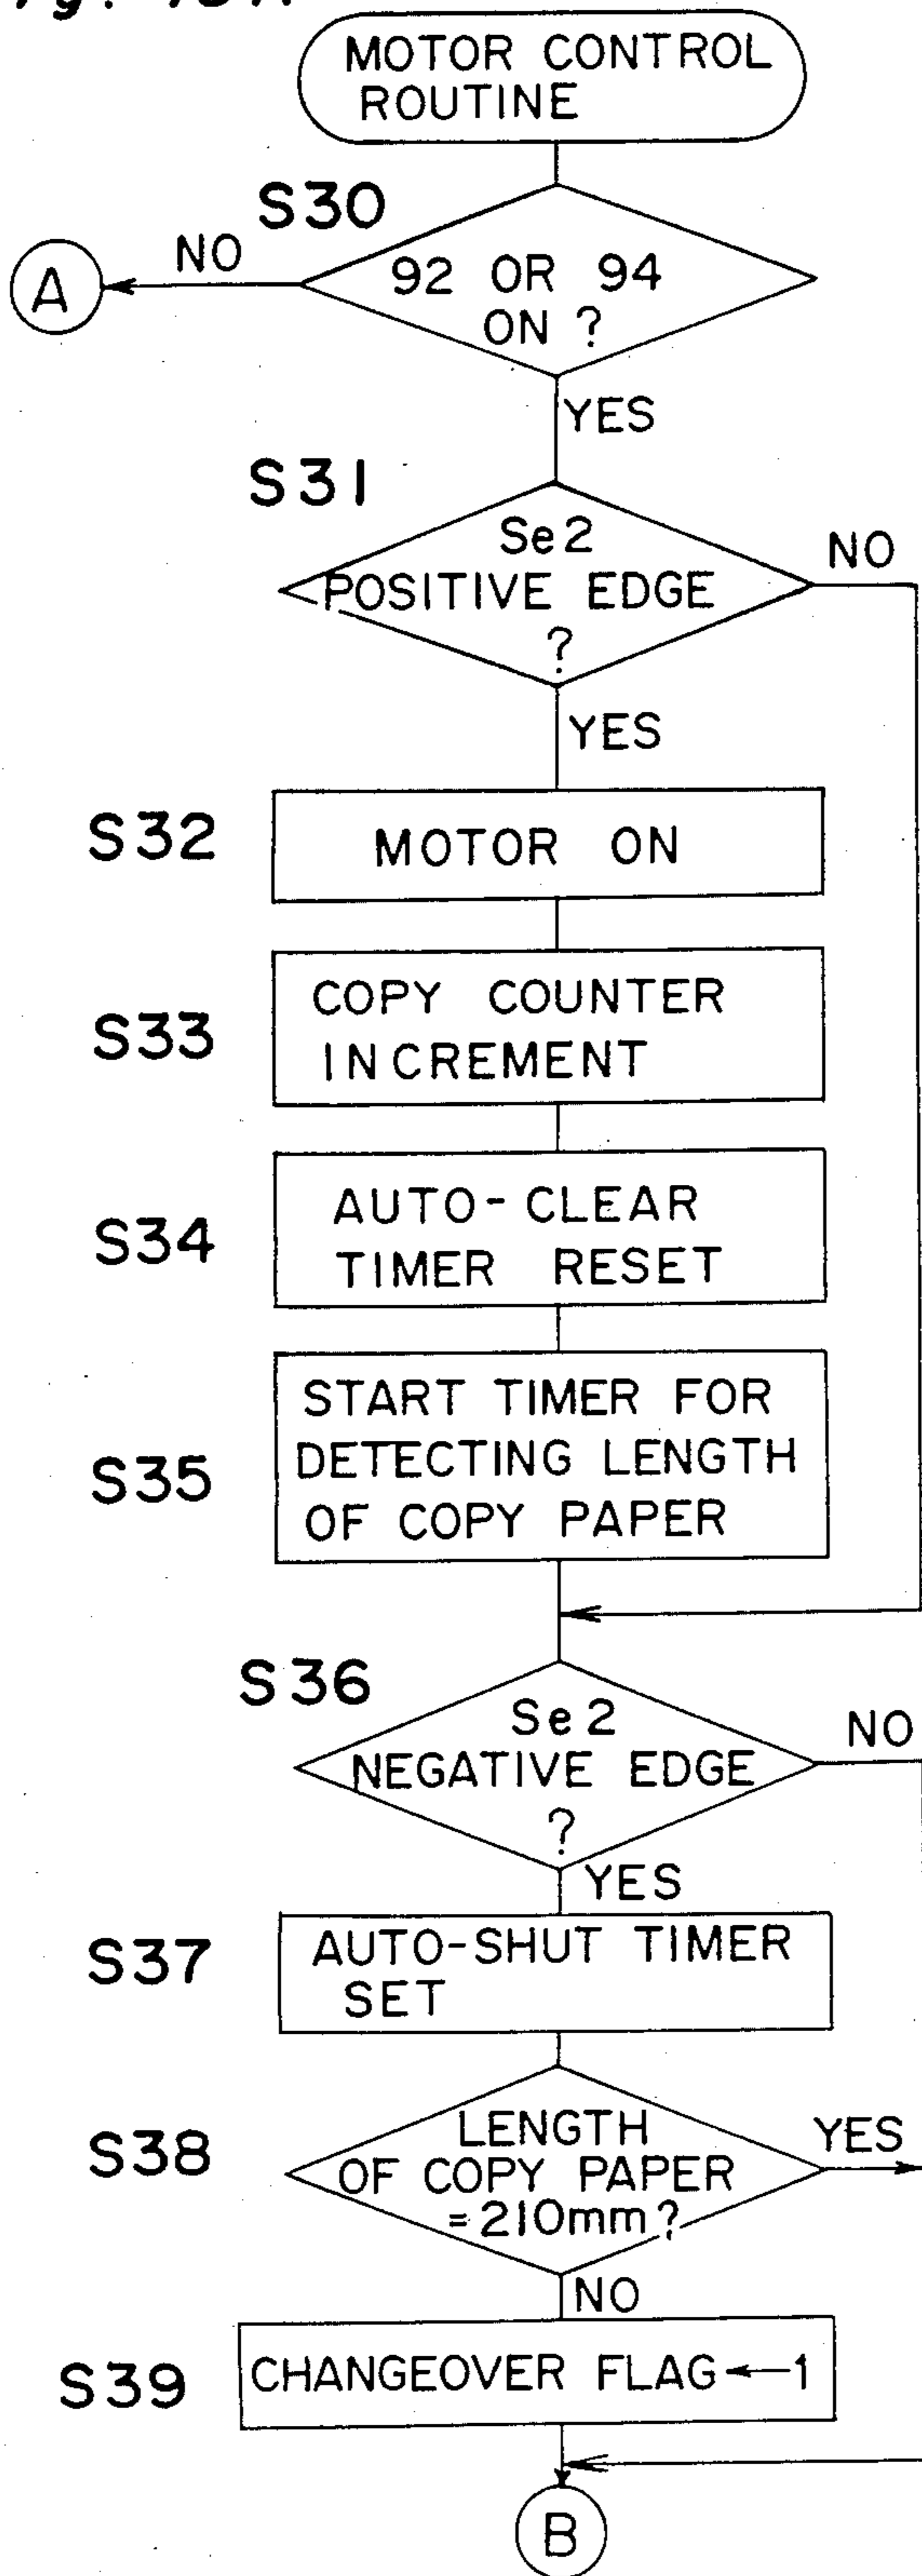 MOTOR CONTROL
ROUTINE
S30
NO
A
92 OR 94
ON ?
YES
S31
Se2
POSITIVE EDGE
?
NO
YES
S32
MOTOR ON
S33
COPY COUNTER
INCREMENT
S34
AUTO-CLEAR
TIMER RESET
S35
START TIMER FOR
DETECTING LENGTH
OF COPY PAPER
S36
Se2
NEGATIVE EDGE
?
NO
YES
S37
AUTO-SHUT TIMER
SET
S38
LENGTH
OF COPY PAPER
=210mm?
YES
NO
S39
CHANGEOVER FLAG←1
B